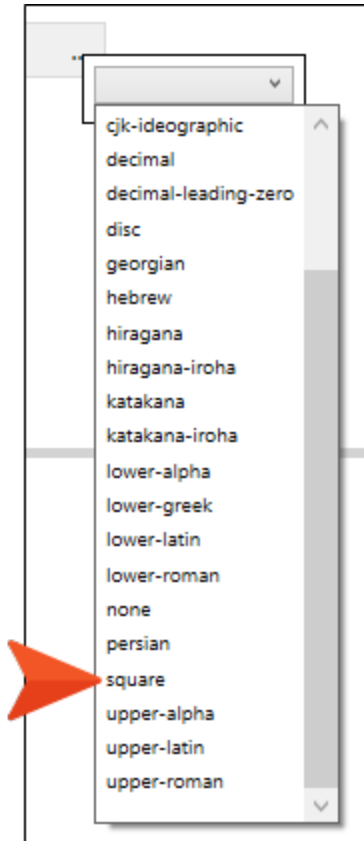 ...
cjk-ideographic
decimal
decimal-leading-zero
disc
georgian
hebrew
hiragana
hiragana-iroha
katakana
katakana-iroha
lower-alpha
lower-greek
lower-latin
lower-roman
none
persian
square
upper-alpha
upper-latin
upper-roman